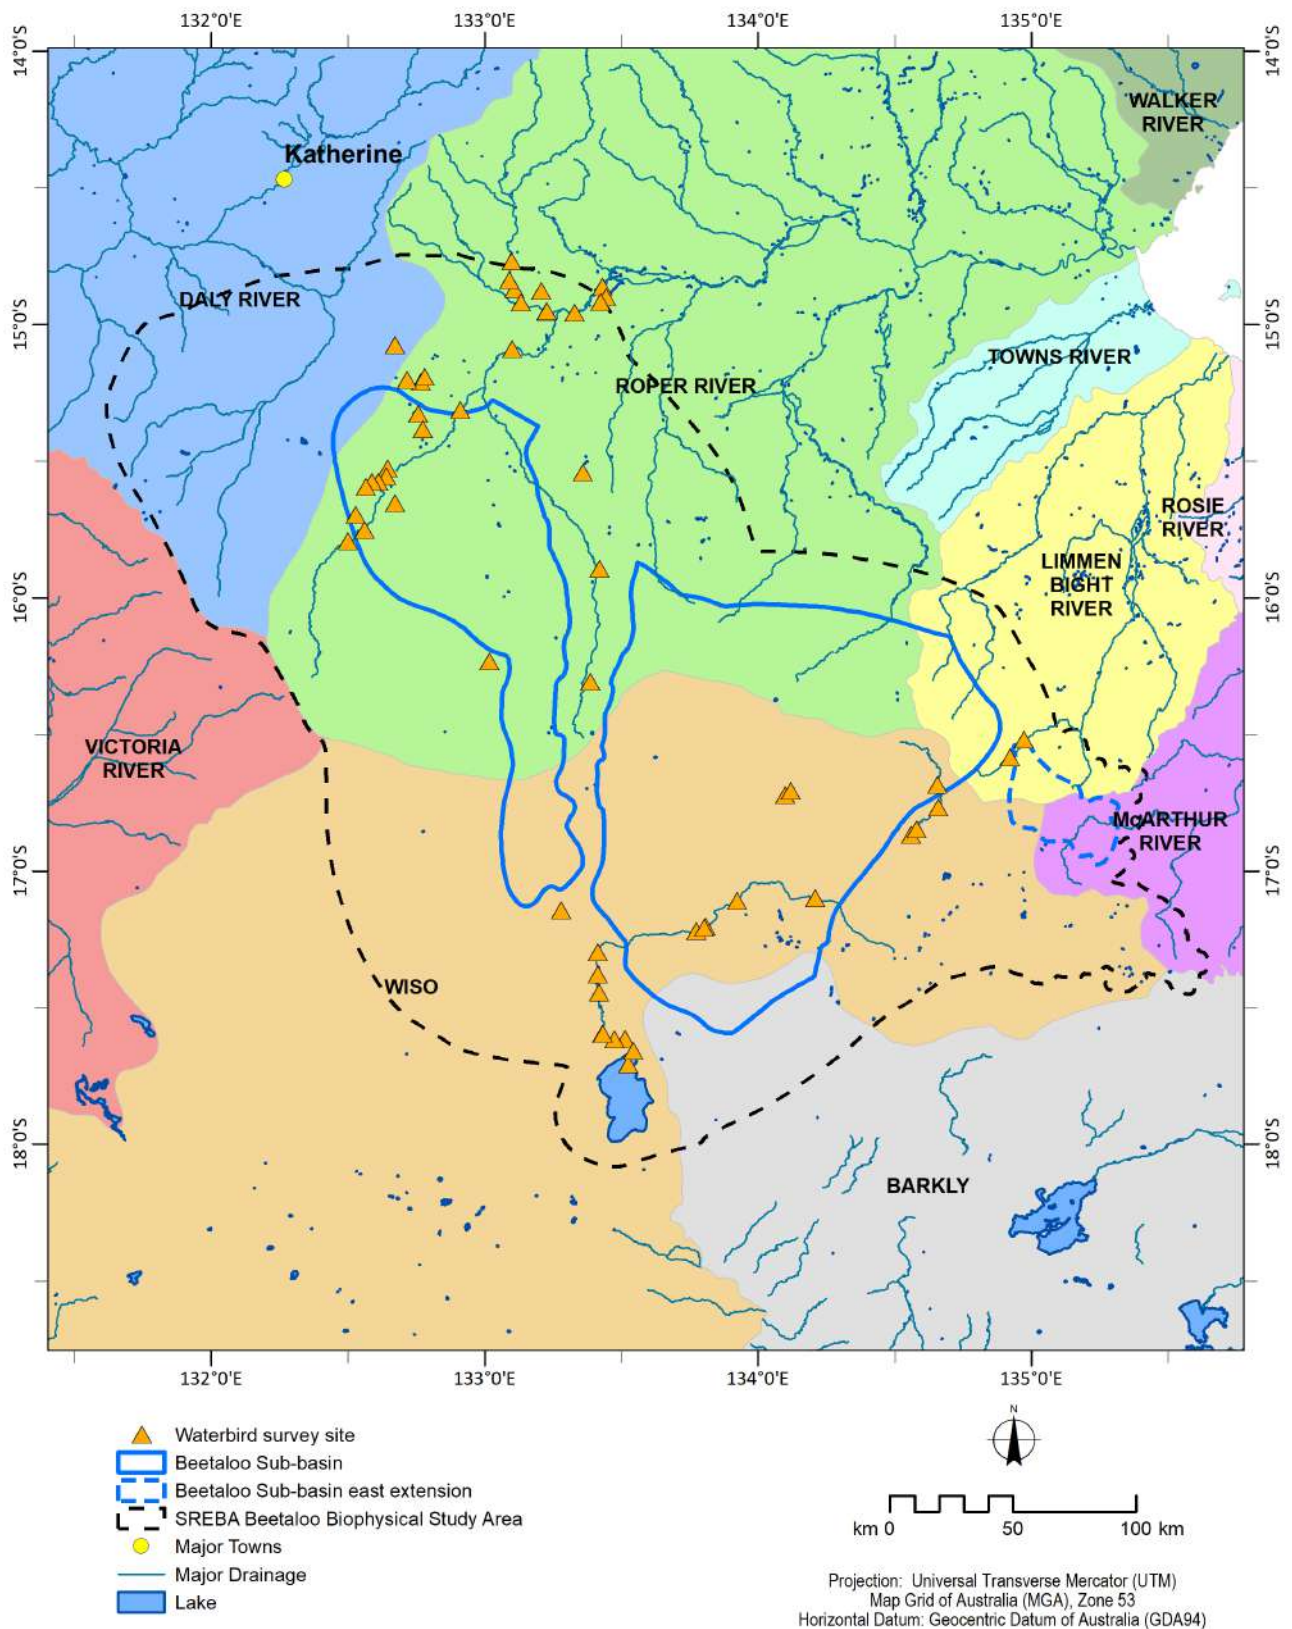 132°0'E
133°0'E
134°0'E
135°0'E
14°0'S
14°0'S
WALKER
RIVER
Katherine
DALY RIVER
15°0'S
15°0'S
TOWNS RIVER
ROPER RIVER
ROSIE
RIVER
LIMMEN
BIGHT
RIVER
16°0'S
16°0'S
VICTORIA
RIVER
McARTHUR
RIVER
17°0'S
17°0'S
WISO
18°0'S
18°0'S
BARKLY
132°0'E
133°0'E
134°0'E
135°0'E
Waterbird survey site
Beetaloo Sub-basin
Beetaloo Sub-basin east extension
SREBA Beetaloo Biophysical Study Area
Major Towns
Major Drainage
Lake
N
km 0 50 100 km
Projection: Universal Transverse Mercator (UTM)
Map Grid of Australia (MGA), Zone 53
Horizontal Datum: Geocentric Datum of Australia (GDA94)